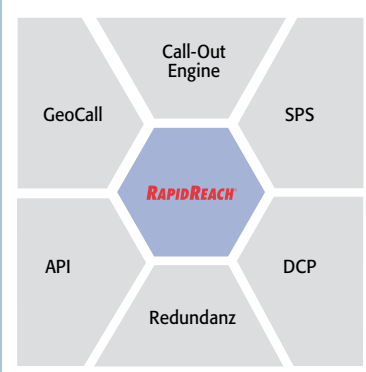 Call-Out
Engine
GeoCall
SPS
RAPIDREACH
API
DCP
Redundanz